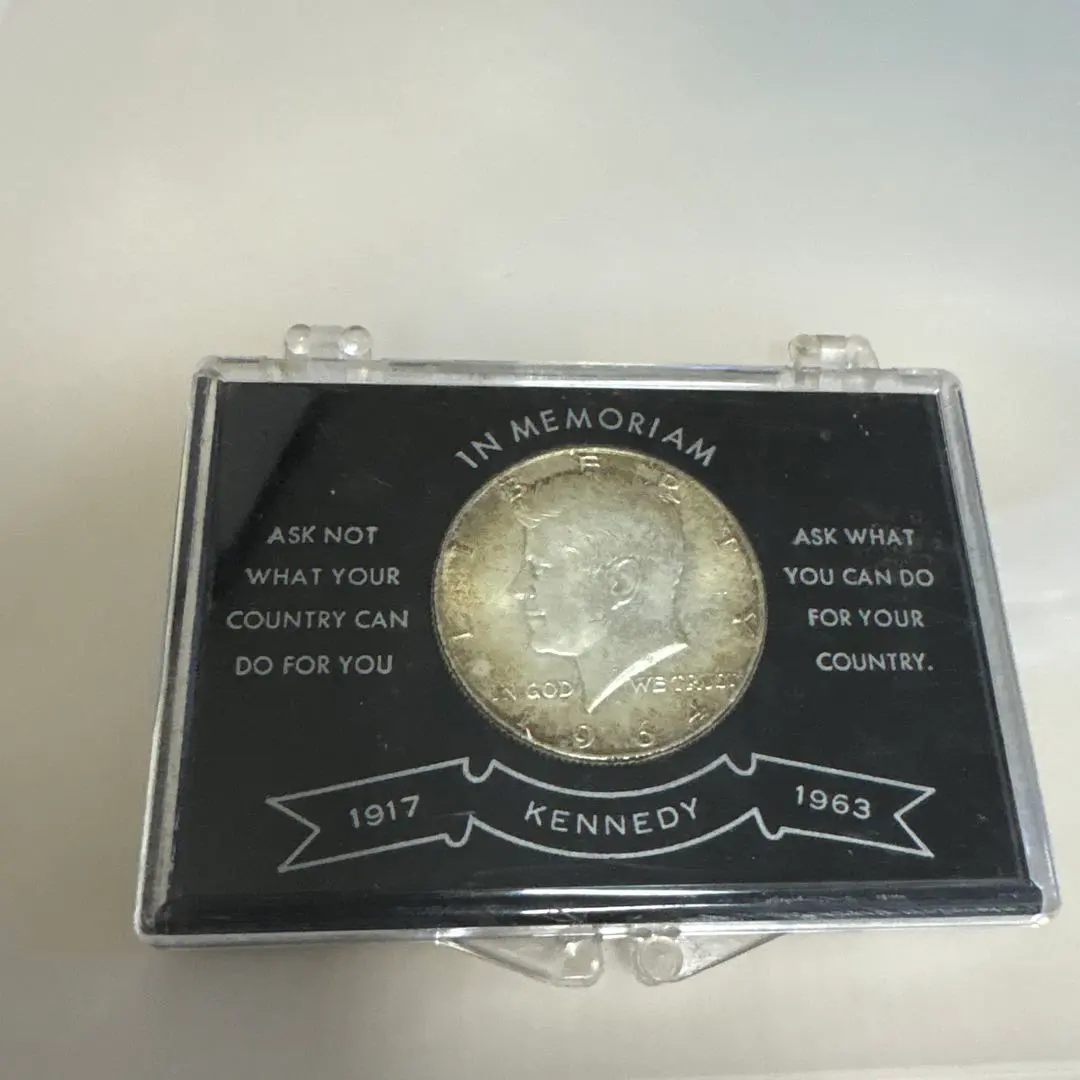 IN MEMORIAM
ASK NOT
WHAT YOUR
COUNTRY CAN
DO FOR YOU
LIBERTY
IN GOD WE TRUST
1964
ASK WHAT
YOU CAN DO
FOR YOUR
COUNTRY.
1917 KENNEDY 1963